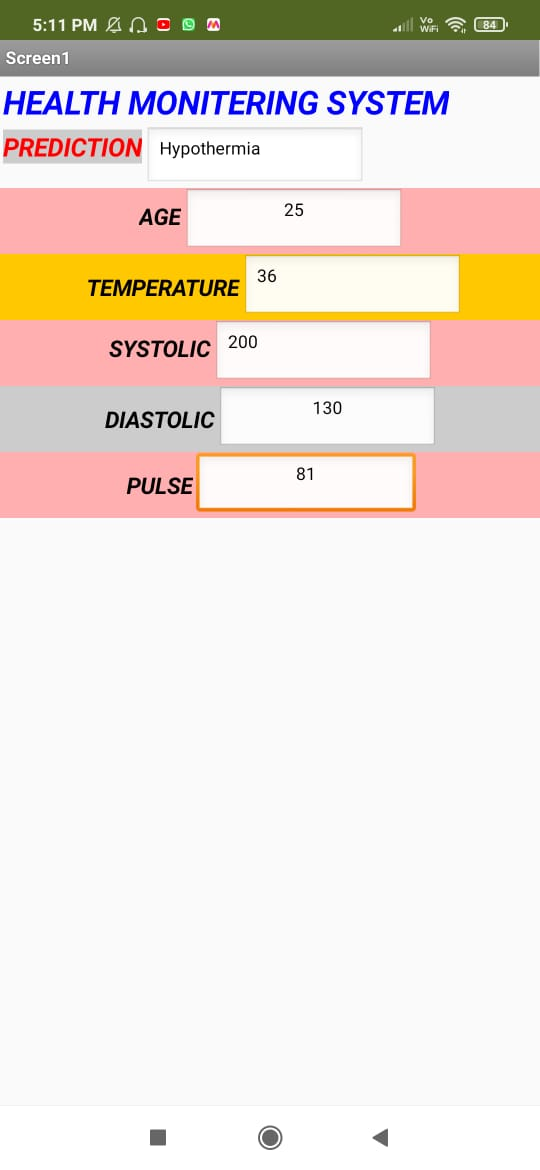 5:11 PM Vo WiFi 84
Screen1
HEALTH MONITERING SYSTEM
PREDICTION Hypothermia
AGE 25
TEMPERATURE 36
SYSTOLIC 200
DIASTOLIC 130
PULSE 81